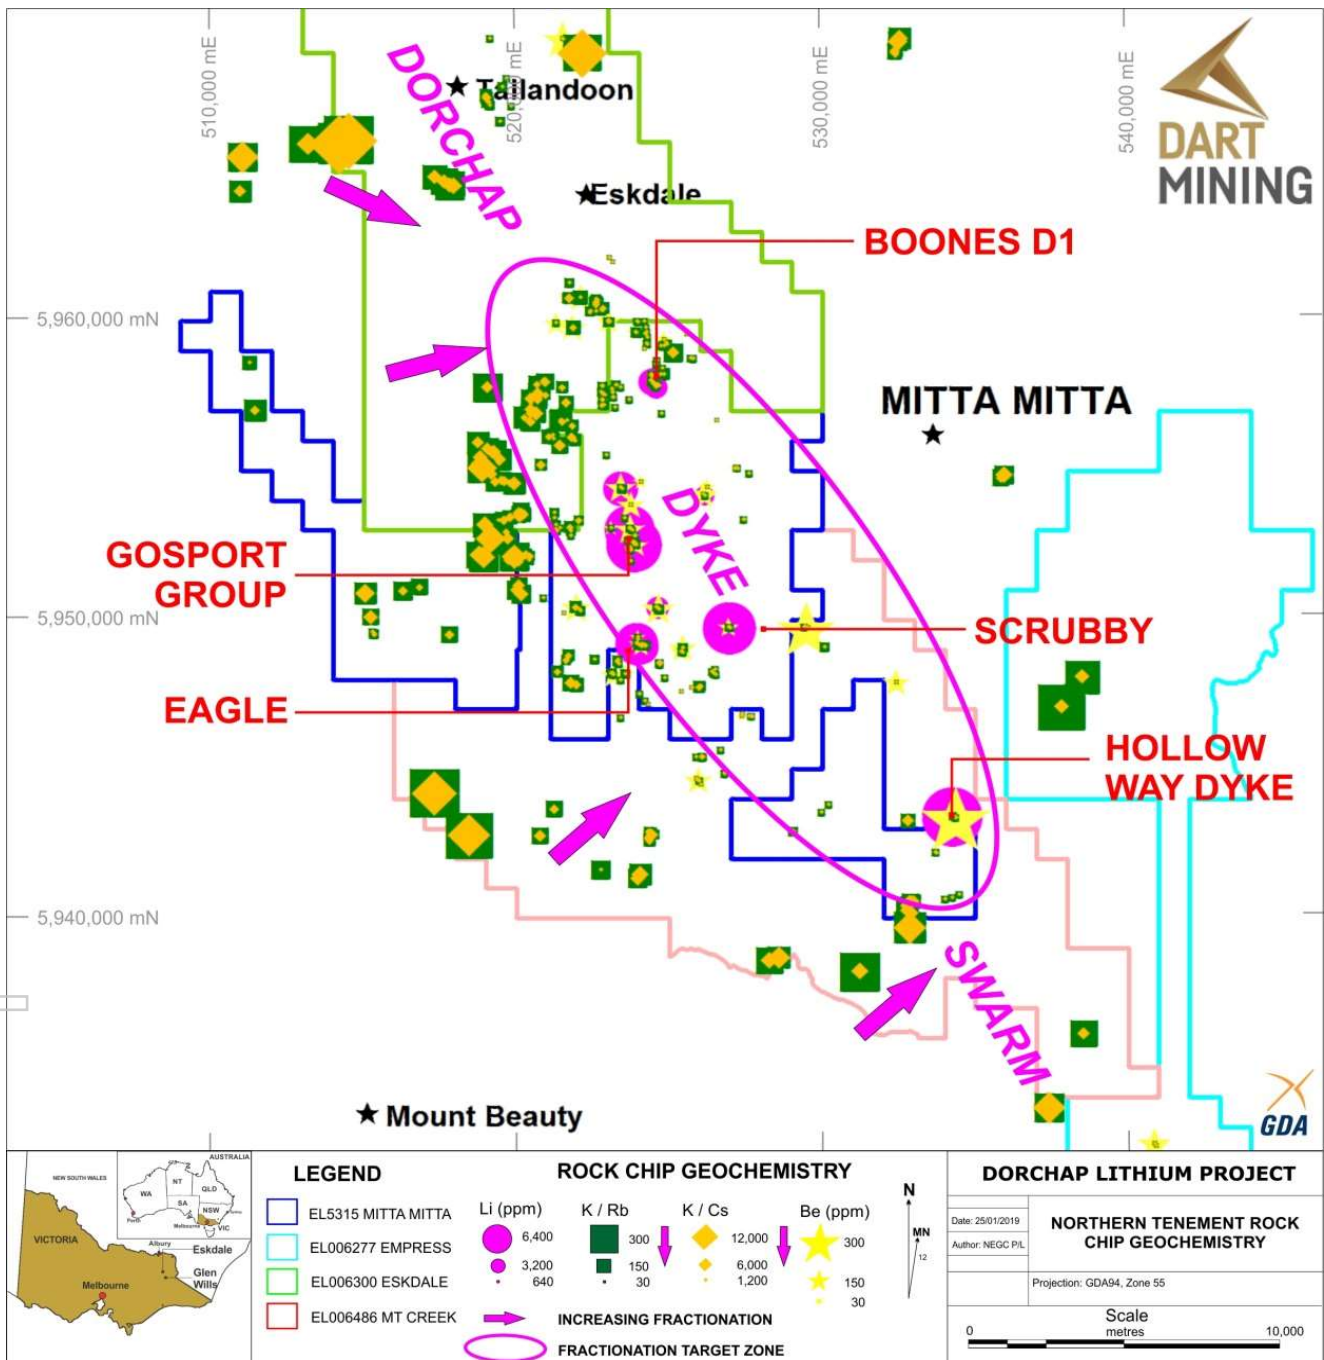 510,000 mE
520,000 mE
530,000 mE
540,000 mE
DART
MINING
Tallandoon
DORCHAP
Eskdale
BOONES D1
5,960,000 mN
MITTA MITTA
DYKE
GOSPORT
GROUP
5,950,000 mN
SCRUBBY
EAGLE
HOLLOW
WAY DYKE
5,940,000 mN
SWARM
Mount Beauty
GDA
NEW SOUTH WALES
VICTORIA
Albury
Eskdale
Glen
Wills
Melbourne
AUSTRALIA
WA
NT
QLD
SA
NSW
VIC
Perth
Melbourne
LEGEND
EL5315 MITTA MITTA
EL006277 EMPRESS
EL006300 ESKDALE
EL006486 MT CREEK
ROCK CHIP GEOCHEMISTRY
Li (ppm)
6,400
3,200
640
K / Rb
300
150
30
K / Cs
12,000
6,000
1,200
Be (ppm)
300
150
30
INCREASING FRACTIONATION
FRACTIONATION TARGET ZONE
N
MN
12
DORCHAP LITHIUM PROJECT
Date: 25/01/2019
Author: NEGC P/L
NORTHERN TENEMENT ROCK
CHIP GEOCHEMISTRY
Projection: GDA94, Zone 55
Scale
0 metres 10,000